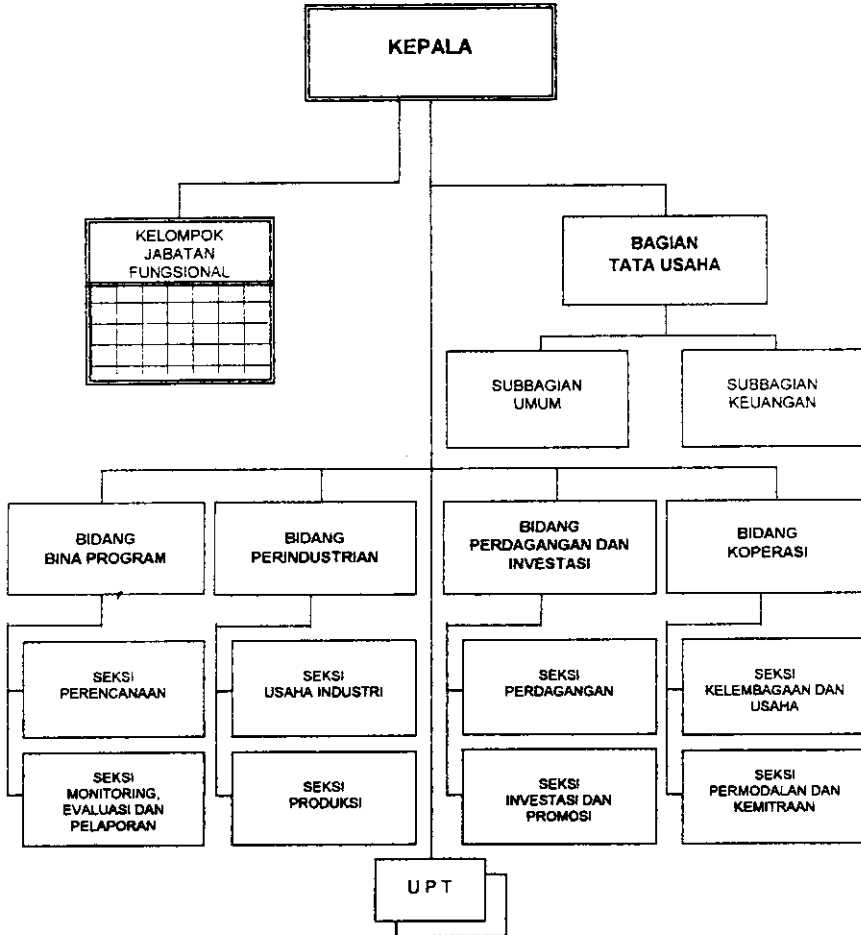 KEPALA
KELOMPOK
JABATAN
FUNGSIONAL
BAGIAN
TATA USAHA
SUBBAGIAN
UMUM
SUBBAGIAN
KEUANGAN
BIDANG
BINA PROGRAM
BIDANG
PERINDUSTRIAN
BIDANG
PERDAGANGAN DAN
INVESTASI
BIDANG
KOPERASI
SEKSI
PERENCANAAN
SEKSI
USAHA INDUSTRI
SEKSI
PERDAGANGAN
SEKSI
KELEMBAGAAN DAN
USAHA
SEKSI
MONITORING,
EVALUASI DAN
PELAPORAN
SEKSI
PRODUKSI
SEKSI
INVESTASI DAN
PROMOSI
SEKSI
PERMODALAN DAN
KEMITRAAN
U P T